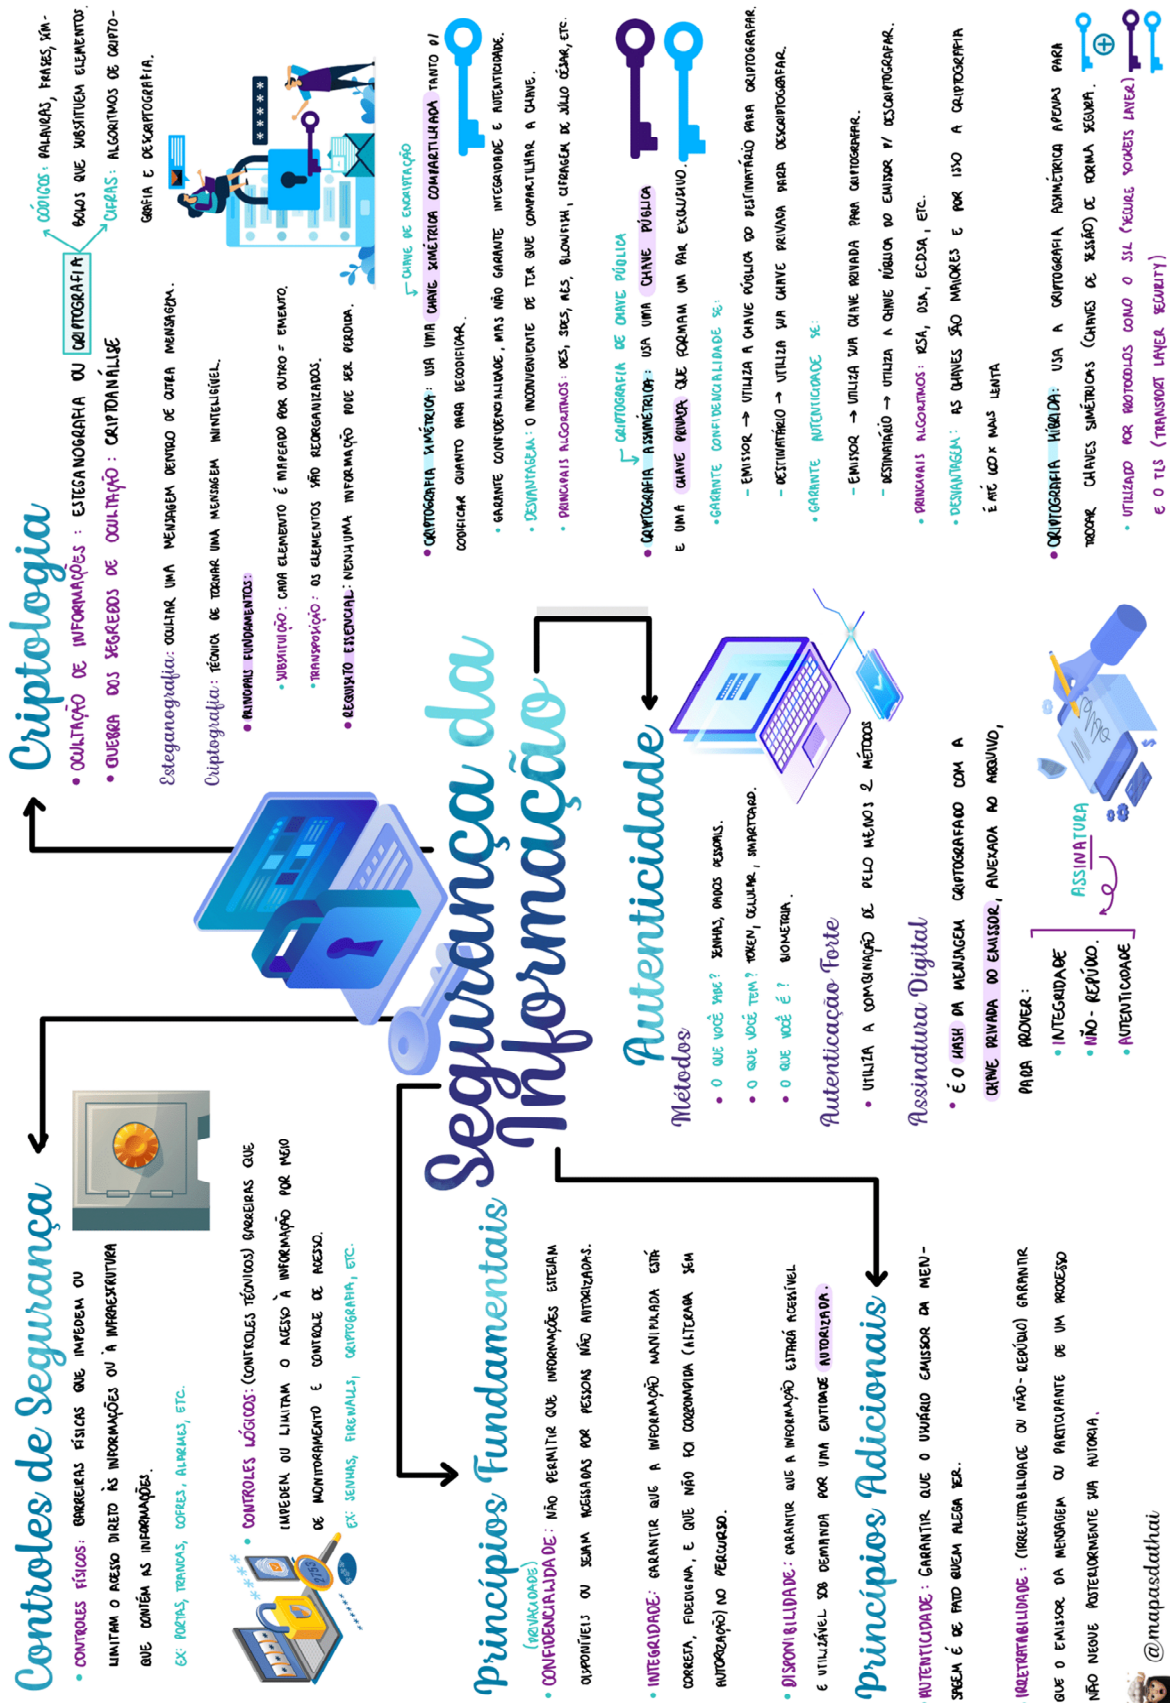 Controles de Segurança
• CONTROLES FÍSICOS: BARREIRAS FÍSICAS QUE IMPEDEM OU
LIMITAM O ACESSO DIRETO ÀS INFORMAÇÕES OU À INFRAESTRUTURA
QUE CONTÉM AS INFORMAÇÕES.
EX: PORTAS, TRANCAS, COFRES, ALARMES, ETC.
• CONTROLES LÓGICOS: (CONTROLES TÉCNICOS) BARREIRAS QUE
IMPEDEM OU LIMITAM O ACESSO À INFORMAÇÃO POR MEIO
DE MONITORAMENTO E CONTROLE DE ACESSO.
EX: SENHAS, FIREWALLS, CRIPTOGRAFIA, ETC.
Criptologia
• OCULTAÇÃO DE INFORMAÇÕES: ESTEGANOGRAFIA OU CRIPTOGRAFIA
• QUEBRA DOS SEGREDOS DE OCULTAÇÃO: CRIPTOANÁLISE
CÓDIGOS: PALAVRAS, FRASES, SÍM-
BOLOS QUE SUBSTITUEM ELEMENTOS
CIFRAS: ALGORITMOS DE CRIPTO-
GRAFIA E DESCRIPTOGRAFIA.
Esteganografia: OCULTAR UMA MENSAGEM DENTRO DE OUTRA MENSAGEM.
Criptografia: TÉCNICA DE TORNAR UMA MENSAGEM ININTELIGÍVEL.
• PRINCIPAIS FUNDAMENTOS:
• SUBSTITUIÇÃO: CADA ELEMENTO É MAPEADO POR OUTRO = EMENTO.
• TRANSPOSIÇÃO: OS ELEMENTOS SÃO REORGANIZADOS.
• REQUISITO ESSENCIAL: NENHUMA INFORMAÇÃO PODE SER PERDIDA.
CHAVE DE ENCRIPTAÇÃO
• CRIPTOGRAFIA SIMÉTRICA: USA UMA CHAVE SIMÉTRICA COMPARTILHADA TANTO P/
CODIFICAR QUANTO PARA DECODIFICAR.
• GARANTE CONFIDENCIALIDADE, MAS NÃO GARANTE INTEGRIDADE E AUTENTICIDADE.
• DESVANTAGEM: O INCONVENIENTE DE TER QUE COMPARTILHAR A CHAVE.
• PRINCIPAIS ALGORITMOS: DES, 3DES, AES, BLOWFISH, CIFRAGEM DE JÚLIO CÉSAR, ETC.
CRIPTOGRAFIA DE CHAVE PÚBLICA
• CRIPTOGRAFIA ASSIMÉTRICA: USA UMA CHAVE PÚBLICA
E UMA CHAVE PRIVADA QUE FORMAM UM PAR EXCLUSIVO.
• GARANTE CONFIDENCIALIDADE SE:
– EMISSOR → UTILIZA A CHAVE PÚBLICA DO DESTINATÁRIO PARA CRIPTOGRAFAR.
– DESTINATÁRIO → UTILIZA SUA CHAVE PRIVADA PARA DESCRIPTOGRAFAR.
• GARANTE AUTENTICIDADE SE:
– EMISSOR → UTILIZA SUA CHAVE PRIVADA PARA CRIPTOGRAFAR.
– DESTINATÁRIO → UTILIZA A CHAVE PÚBLICA DO EMISSOR P/ DESCRIPTOGRAFAR.
• PRINCIPAIS ALGORITMOS: RSA, DSA, ECDSA, ETC.
• DESVANTAGEM: AS CHAVES SÃO MAIORES E POR ISSO A CRIPTOGRAFIA
É ATÉ 60X MAIS LENTA
• CRIPTOGRAFIA HÍBRIDA: USA A CRIPTOGRAFIA ASSIMÉTRICA APENAS PARA
TROCAR CHAVES SIMÉTRICAS (CHAVES DE SESSÃO) DE FORMA SEGURA.
• UTILIZADO POR PROTOCOLOS COMO O SSL (SECURE SOCKETS LAYER)
E O TLS (TRANSPORT LAYER SECURITY)
Segurança da
Informação
Princípios Fundamentais
(PRIVACIDADE)
• CONFIDENCIALIDADE: NÃO PERMITIR QUE INFORMAÇÕES ESTEJAM
DISPONÍVEIS OU SEJAM ACESSADAS POR PESSOAS NÃO AUTORIZADAS.
• INTEGRIDADE: GARANTIR QUE A INFORMAÇÃO MANIPULADA ESTÁ
CORRETA, FIDEDIGNA, E QUE NÃO FOI CORROMPIDA (ALTERADA SEM
AUTORIZAÇÃO) NO PERCURSO.
• DISPONIBILIDADE: GARANTIR QUE A INFORMAÇÃO ESTARÁ ACESSÍVEL
E UTILIZÁVEL SOB DEMANDA POR UMA ENTIDADE AUTORIZADA.
Princípios Adicionais
• AUTENTICIDADE: GARANTIR QUE O USUÁRIO EMISSOR DA MEN-
SAGEM É DE FATO QUEM ALEGA SER.
• IRRETRATABILIDADE: (IRREFUTABILIDADE OU NÃO-REPÚDIO) GARANTIR
QUE O EMISSOR DA MENSAGEM OU PARTICIPANTE DE UM PROCESSO
NÃO NEGUE POSTERIORMENTE SUA AUTORIA.
Autenticidade
Métodos
• O QUE VOCÊ SABE? SENHAS, DADOS PESSOAIS.
• O QUE VOCÊ TEM? TOKEN, CELULAR, SMARTCARD.
• O QUE VOCÊ É? BIOMETRIA.
Autenticação Forte
• UTILIZA A COMBINAÇÃO DE PELO MENOS 2 MÉTODOS
Assinatura Digital
• É O HASH DA MENSAGEM CRIPTOGRAFADO COM A
CHAVE PRIVADA DO EMISSOR, ANEXADA AO ARQUIVO,
PARA PROVER:
• INTEGRIDADE
• NÃO-REPÚDIO.
• AUTENTICIDADE
ASSINATURA
@mapasdathai